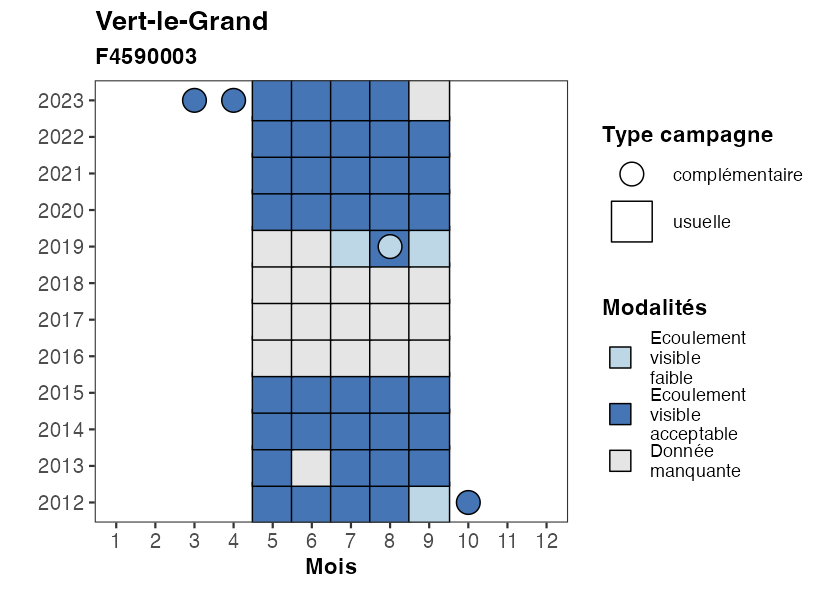 Vert-le-Grand
F4590003
2023
2022
2021
2020
2019
2018
2017
2016
2015
2014
2013
2012
1 2 3 4 5 6 7 8 9 10 11 12
Mois
Type campagne
complémentaire
usuelle
Modalités
Ecoulement
visible
faible
Ecoulement
visible
acceptable
Donnée
manquante